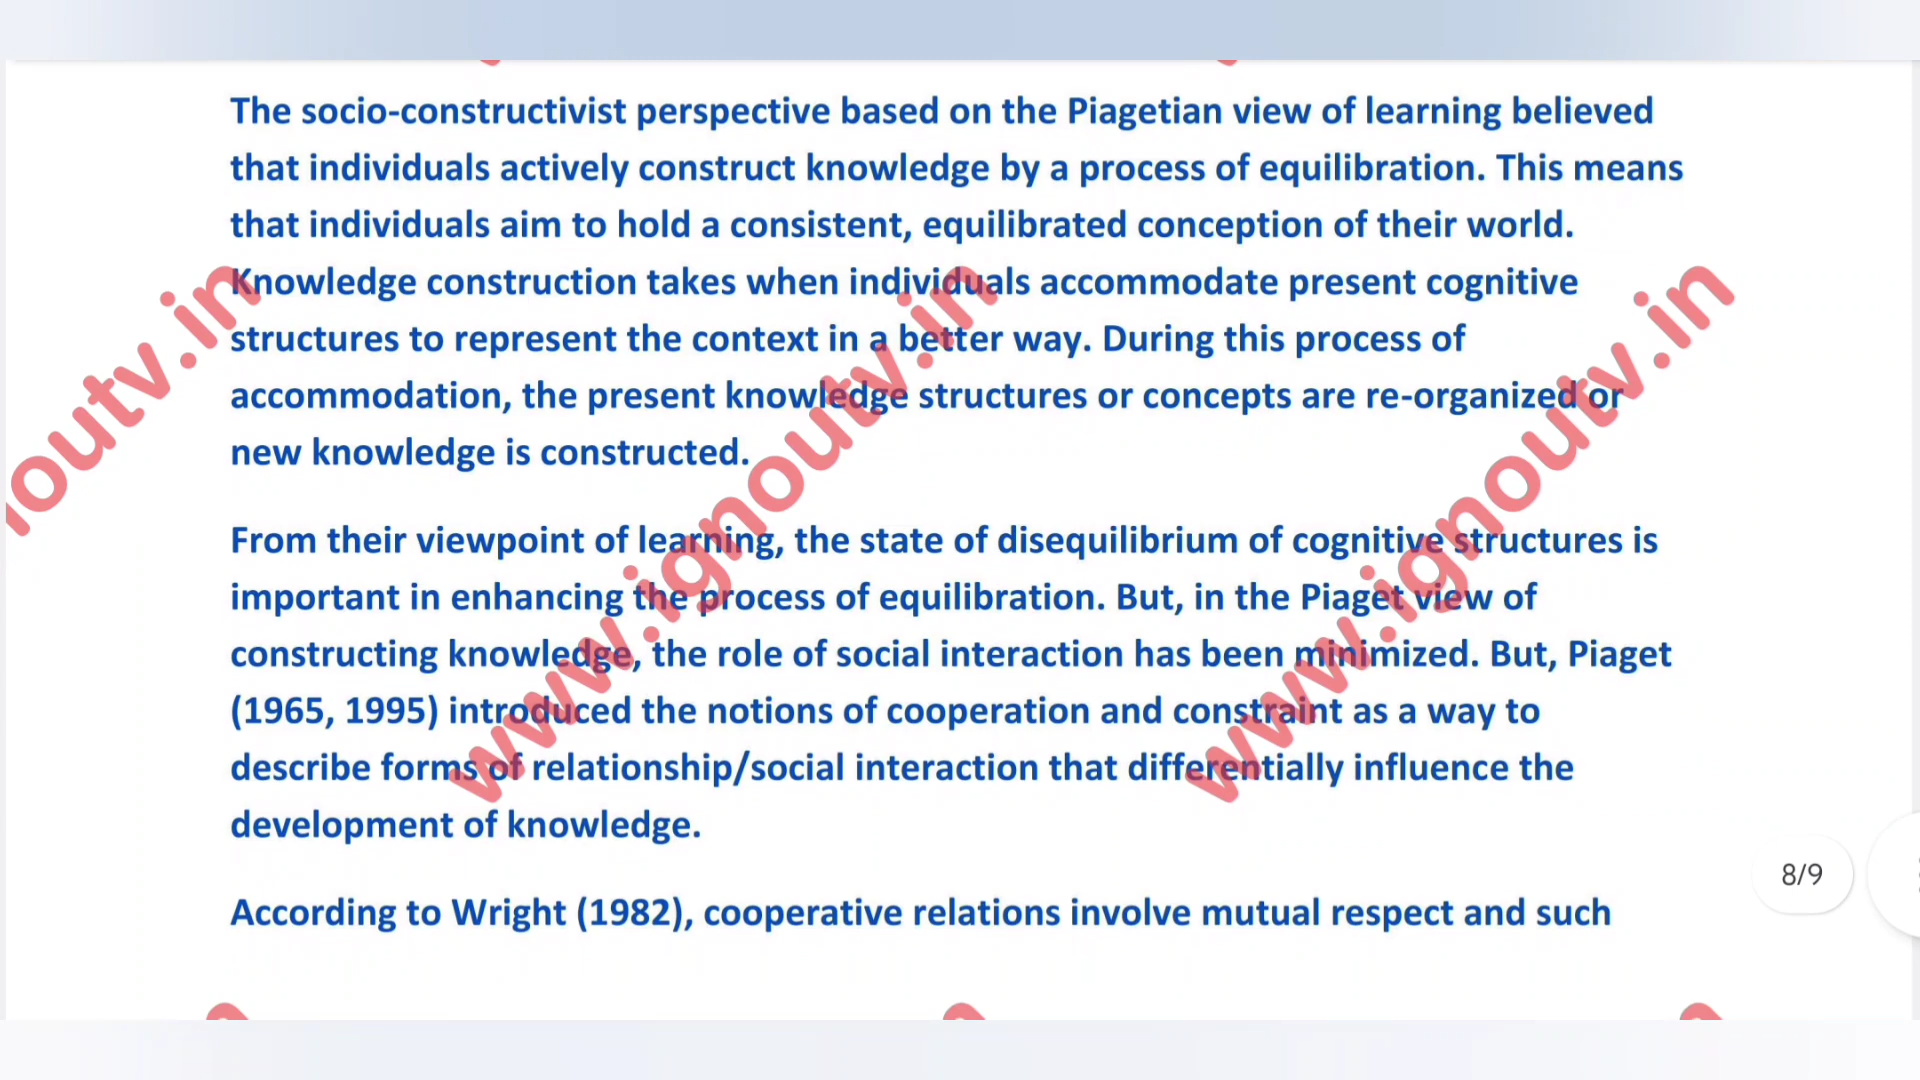 The socio-constructivist perspective based on the Piagetian view of learning believed
that individuals actively construct knowledge by a process of equilibration. This means
that individuals aim to hold a consistent, equilibrated conception of their world.
Knowledge construction takes when individuals accommodate present cognitive
structures to represent the context in a better way. During this process of
accommodation, the present knowledge structures or concepts are re-organized or
new knowledge is constructed.
From their viewpoint of learning, the state of disequilibrium of cognitive structures is
important in enhancing the process of equilibration. But, in the Piaget view of
constructing knowledge, the role of social interaction has been minimized. But, Piaget
(1965, 1995) introduced the notions of cooperation and constraint as a way to
describe forms of relationship/social interaction that differentially influence the
development of knowledge.
According to Wright (1982), cooperative relations involve mutual respect and such
8/9
noutv.in
www.ignoutv.in
www.ignoutv.in